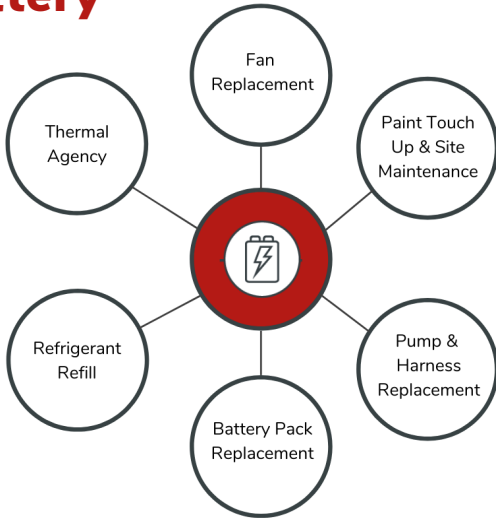 Fan
Replacement
Paint Touch
Up & Site
Maintenance
Pump &
Harness
Replacement
Battery Pack
Replacement
Refrigerant
Refill
Thermal
Agency